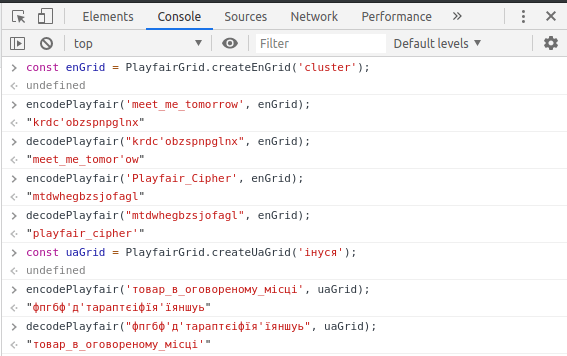 Elements Console Sources Network Performance »
top ▼ Filter Default levels ▼
> const enGrid = PlayfairGrid.createEnGrid('cluster');
<· undefined
> encodePlayfair('meet_me_tomorrow', enGrid);
<· "krdc'obzspnpglnx"
> decodePlayfair("krdc'obzspnpglnx", enGrid);
<· "meet_me_tomor'ow"
> encodePlayfair('Playfair_Cipher', enGrid);
<· "mtdwhegbzsjofagl"
> decodePlayfair("mtdwhegbzsjofagl", enGrid);
<· "playfair_cipher'"
> const uaGrid = PlayfairGrid.createUaGrid('інуся');
<· undefined
> encodePlayfair('товар_в_оговореному_місці', uaGrid);
<· "фпгбф'д'тараптєіфїя'їяншуь"
> decodePlayfair("фпгбф'д'тараптєіфїя'їяншуь", uaGrid);
<· "товар_в_оговореному_місці'"